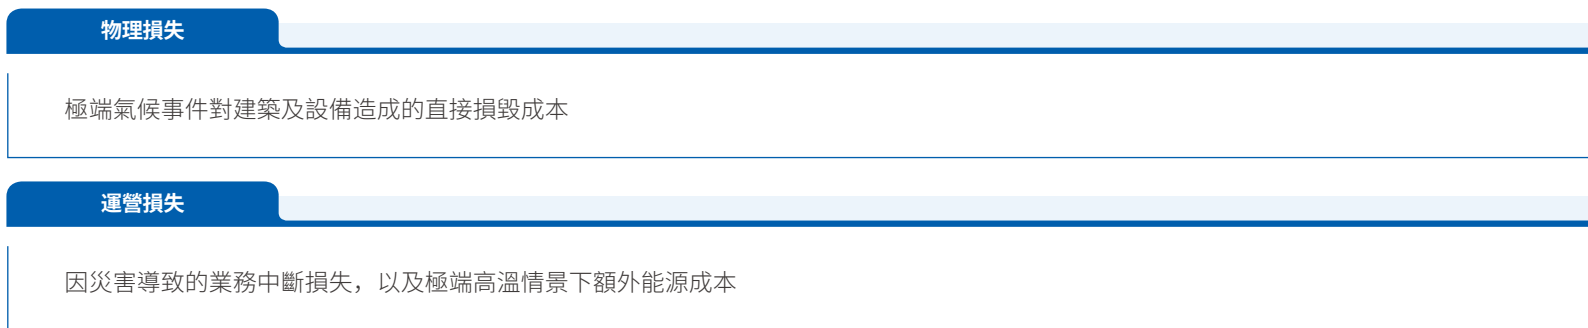 物理損失
極端氣候事件對建築及設備造成的直接損毀成本
運營損失
因災害導致的業務中斷損失，以及極端高溫情景下額外能源成本